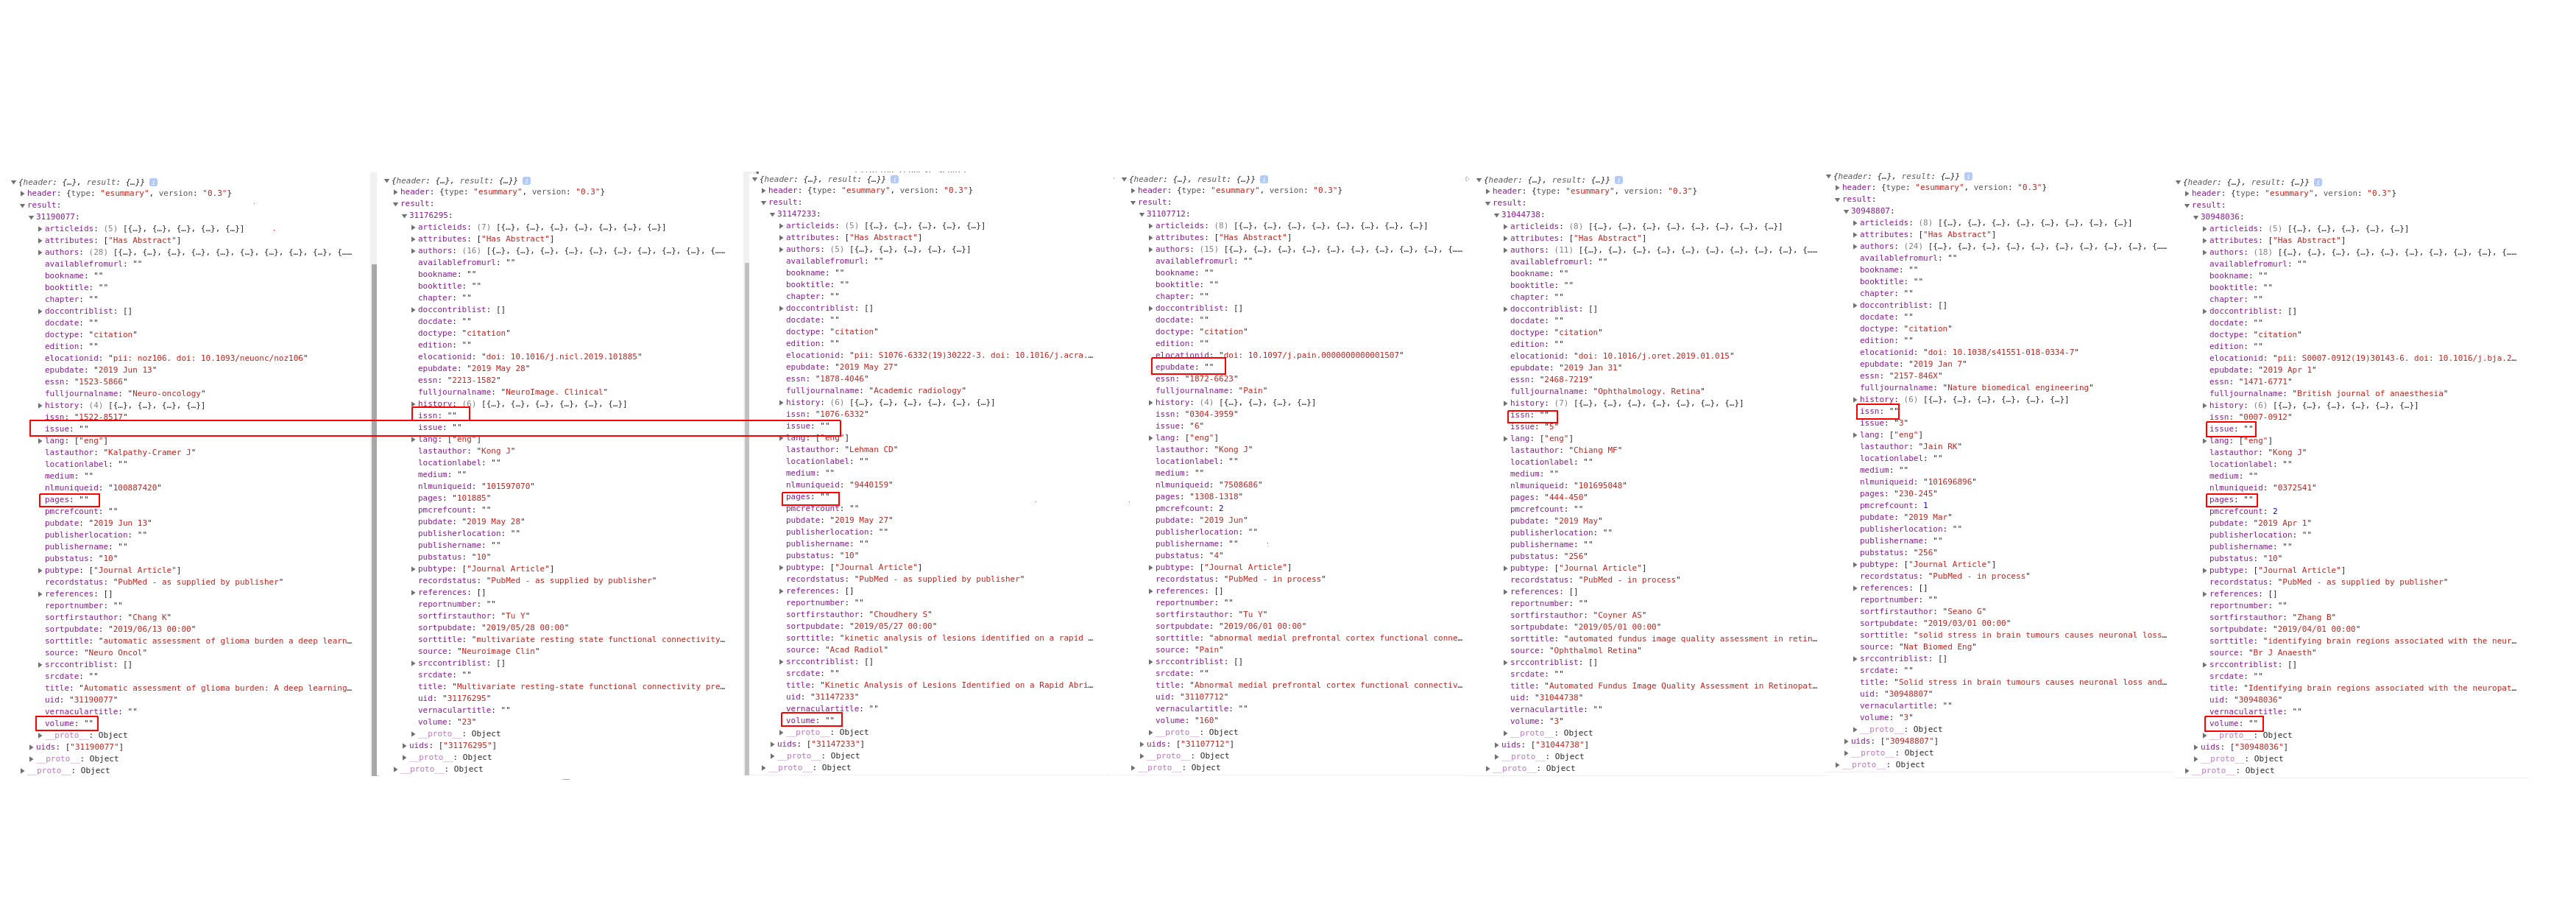 {header: {…}, result: {…}} i
header: {type: "esummary", version: "0.3"}
result:
31190077:
articleids: (5) [{…}, {…}, {…}, {…}, {…}]
attributes: ["Has Abstract"]
authors: (28) [{…}, {…}, {…}, {…}, {…}, {…}, {…}, {…}, {…}, {……
availablefromurl: ""
bookname: ""
booktitle: ""
chapter: ""
doccontriblist: []
docdate: ""
doctype: "citation"
edition: ""
elocationid: "pii: noz106. doi: 10.1093/neuonc/noz106"
epubdate: "2019 Jun 13"
essn: "1523-5866"
fulljournalname: "Neuro-oncology"
history: (4) [{…}, {…}, {…}, {…}]
issn: "1522-8517"
issue: ""
lang: ["eng"]
lastauthor: "Kalpathy-Cramer J"
locationlabel: ""
medium: ""
nlmuniqueid: "100887420"
pages: ""
pmcrefcount: ""
pubdate: "2019 Jun 13"
publisherlocation: ""
publishername: ""
pubstatus: "10"
pubtype: ["Journal Article"]
recordstatus: "PubMed - as supplied by publisher"
references: []
reportnumber: ""
sortfirstauthor: "Chang K"
sortpubdate: "2019/06/13 00:00"
sorttitle: "automatic assessment of glioma burden a deep learn…
source: "Neuro Oncol"
srccontriblist: []
srcdate: ""
title: "Automatic assessment of glioma burden: A deep learning…
uid: "31190077"
vernaculartitle: ""
volume: ""
__proto__: Object
uids: ["31190077"]
__proto__: Object
__proto__: Object
{header: {…}, result: {…}} i
header: {type: "esummary", version: "0.3"}
result:
31176295:
articleids: (7) [{…}, {…}, {…}, {…}, {…}, {…}, {…}]
attributes: ["Has Abstract"]
authors: (16) [{…}, {…}, {…}, {…}, {…}, {…}, {…}, {…}, {…}, {……
availablefromurl: ""
bookname: ""
booktitle: ""
chapter: ""
doccontriblist: []
docdate: ""
doctype: "citation"
edition: ""
elocationid: "doi: 10.1016/j.nicl.2019.101885"
epubdate: "2019 May 28"
essn: "2213-1582"
fulljournalname: "NeuroImage. Clinical"
history: (6) [{…}, {…}, {…}, {…}, {…}, {…}]
issn: ""
issue: ""
lang: ["eng"]
lastauthor: "Kong J"
locationlabel: ""
medium: ""
nlmuniqueid: "101597070"
pages: "101885"
pmcrefcount: ""
pubdate: "2019 May 28"
publisherlocation: ""
publishername: ""
pubstatus: "10"
pubtype: ["Journal Article"]
recordstatus: "PubMed - as supplied by publisher"
references: []
reportnumber: ""
sortfirstauthor: "Tu Y"
sortpubdate: "2019/05/28 00:00"
sorttitle: "multivariate resting state functional connectivity…
source: "Neuroimage Clin"
srccontriblist: []
srcdate: ""
title: "Multivariate resting-state functional connectivity pre…
uid: "31176295"
vernaculartitle: ""
volume: "23"
__proto__: Object
uids: ["31176295"]
__proto__: Object
__proto__: Object
{header: {…}, result: {…}} i
header: {type: "esummary", version: "0.3"}
result:
31147233:
articleids: (5) [{…}, {…}, {…}, {…}, {…}]
attributes: ["Has Abstract"]
authors: (5) [{…}, {…}, {…}, {…}, {…}]
availablefromurl: ""
bookname: ""
booktitle: ""
chapter: ""
doccontriblist: []
docdate: ""
doctype: "citation"
edition: ""
elocationid: "pii: S1076-6332(19)30222-3. doi: 10.1016/j.acra.…
epubdate: "2019 May 27"
essn: "1878-4046"
fulljournalname: "Academic radiology"
history: (6) [{…}, {…}, {…}, {…}, {…}, {…}]
issn: "1076-6332"
issue: ""
lang: ["eng"]
lastauthor: "Lehman CD"
locationlabel: ""
medium: ""
nlmuniqueid: "9440159"
pages: ""
pmcrefcount: ""
pubdate: "2019 May 27"
publisherlocation: ""
publishername: ""
pubstatus: "10"
pubtype: ["Journal Article"]
recordstatus: "PubMed - as supplied by publisher"
references: []
reportnumber: ""
sortfirstauthor: "Choudhery S"
sortpubdate: "2019/05/27 00:00"
sorttitle: "kinetic analysis of lesions identified on a rapid …
source: "Acad Radiol"
srccontriblist: []
srcdate: ""
title: "Kinetic Analysis of Lesions Identified on a Rapid Abri…
uid: "31147233"
vernaculartitle: ""
volume: ""
__proto__: Object
uids: ["31147233"]
__proto__: Object
__proto__: Object
{header: {…}, result: {…}} i
header: {type: "esummary", version: "0.3"}
result:
31107712:
articleids: (8) [{…}, {…}, {…}, {…}, {…}, {…}, {…}, {…}]
attributes: ["Has Abstract"]
authors: (15) [{…}, {…}, {…}, {…}, {…}, {…}, {…}, {…}, {…}, {……
availablefromurl: ""
bookname: ""
booktitle: ""
chapter: ""
doccontriblist: []
docdate: ""
doctype: "citation"
edition: ""
elocationid: "doi: 10.1097/j.pain.0000000000001507"
epubdate: ""
essn: "1872-6623"
fulljournalname: "Pain"
history: (4) [{…}, {…}, {…}, {…}]
issn: "0304-3959"
issue: "6"
lang: ["eng"]
lastauthor: "Kong J"
locationlabel: ""
medium: ""
nlmuniqueid: "7508686"
pages: "1308-1318"
pmcrefcount: 2
pubdate: "2019 Jun"
publisherlocation: ""
publishername: ""
pubstatus: "4"
pubtype: ["Journal Article"]
recordstatus: "PubMed - in process"
references: []
reportnumber: ""
sortfirstauthor: "Tu Y"
sortpubdate: "2019/06/01 00:00"
sorttitle: "abnormal medial prefrontal cortex functional conne…
source: "Pain"
srccontriblist: []
srcdate: ""
title: "Abnormal medial prefrontal cortex functional connectiv…
uid: "31107712"
vernaculartitle: ""
volume: "160"
__proto__: Object
uids: ["31107712"]
__proto__: Object
__proto__: Object
{header: {…}, result: {…}} i
header: {type: "esummary", version: "0.3"}
result:
31044738:
articleids: (8) [{…}, {…}, {…}, {…}, {…}, {…}, {…}, {…}]
attributes: ["Has Abstract"]
authors: (11) [{…}, {…}, {…}, {…}, {…}, {…}, {…}, {…}, {…}, {……
availablefromurl: ""
bookname: ""
booktitle: ""
chapter: ""
doccontriblist: []
docdate: ""
doctype: "citation"
edition: ""
elocationid: "doi: 10.1016/j.oret.2019.01.015"
epubdate: "2019 Jan 31"
essn: "2468-7219"
fulljournalname: "Ophthalmology. Retina"
history: (7) [{…}, {…}, {…}, {…}, {…}, {…}, {…}]
issn: ""
issue: "5"
lang: ["eng"]
lastauthor: "Chiang MF"
locationlabel: ""
medium: ""
nlmuniqueid: "101695048"
pages: "444-450"
pmcrefcount: ""
pubdate: "2019 May"
publisherlocation: ""
publishername: ""
pubstatus: "256"
pubtype: ["Journal Article"]
recordstatus: "PubMed - in process"
references: []
reportnumber: ""
sortfirstauthor: "Coyner AS"
sortpubdate: "2019/05/01 00:00"
sorttitle: "automated fundus image quality assessment in retin…
source: "Ophthalmol Retina"
srccontriblist: []
srcdate: ""
title: "Automated Fundus Image Quality Assessment in Retinopat…
uid: "31044738"
vernaculartitle: ""
volume: "3"
__proto__: Object
uids: ["31044738"]
__proto__: Object
__proto__: Object
{header: {…}, result: {…}} i
header: {type: "esummary", version: "0.3"}
result:
30948807:
articleids: (8) [{…}, {…}, {…}, {…}, {…}, {…}, {…}, {…}]
attributes: ["Has Abstract"]
authors: (24) [{…}, {…}, {…}, {…}, {…}, {…}, {…}, {…}, {…}, {……
availablefromurl: ""
bookname: ""
booktitle: ""
chapter: ""
doccontriblist: []
docdate: ""
doctype: "citation"
edition: ""
elocationid: "doi: 10.1038/s41551-018-0334-7"
epubdate: "2019 Jan 7"
essn: "2157-846X"
fulljournalname: "Nature biomedical engineering"
history: (6) [{…}, {…}, {…}, {…}, {…}, {…}]
issn: ""
issue: "3"
lang: ["eng"]
lastauthor: "Jain RK"
locationlabel: ""
medium: ""
nlmuniqueid: "101696896"
pages: "230-245"
pmcrefcount: 1
pubdate: "2019 Mar"
publisherlocation: ""
publishername: ""
pubstatus: "256"
pubtype: ["Journal Article"]
recordstatus: "PubMed - in process"
references: []
reportnumber: ""
sortfirstauthor: "Seano G"
sortpubdate: "2019/03/01 00:00"
sorttitle: "solid stress in brain tumours causes neuronal loss…
source: "Nat Biomed Eng"
srccontriblist: []
srcdate: ""
title: "Solid stress in brain tumours causes neuronal loss and…
uid: "30948807"
vernaculartitle: ""
volume: "3"
__proto__: Object
uids: ["30948807"]
__proto__: Object
__proto__: Object
{header: {…}, result: {…}} i
header: {type: "esummary", version: "0.3"}
result:
30948036:
articleids: (5) [{…}, {…}, {…}, {…}, {…}]
attributes: ["Has Abstract"]
authors: (18) [{…}, {…}, {…}, {…}, {…}, {…}, {…}, {…}, {…}, {……
availablefromurl: ""
bookname: ""
booktitle: ""
chapter: ""
doccontriblist: []
docdate: ""
doctype: "citation"
edition: ""
elocationid: "pii: S0007-0912(19)30143-6. doi: 10.1016/j.bja.2…
epubdate: "2019 Apr 1"
essn: "1471-6771"
fulljournalname: "British journal of anaesthesia"
history: (6) [{…}, {…}, {…}, {…}, {…}, {…}]
issn: "0007-0912"
issue: ""
lang: ["eng"]
lastauthor: "Kong J"
locationlabel: ""
medium: ""
nlmuniqueid: "0372541"
pages: ""
pmcrefcount: 2
pubdate: "2019 Apr 1"
publisherlocation: ""
publishername: ""
pubstatus: "10"
pubtype: ["Journal Article"]
recordstatus: "PubMed - as supplied by publisher"
references: []
reportnumber: ""
sortfirstauthor: "Zhang B"
sortpubdate: "2019/04/01 00:00"
sorttitle: "identifying brain regions associated with the neur…
source: "Br J Anaesth"
srccontriblist: []
srcdate: ""
title: "Identifying brain regions associated with the neuropat…
uid: "30948036"
vernaculartitle: ""
volume: ""
__proto__: Object
uids: ["30948036"]
__proto__: Object
__proto__: Object